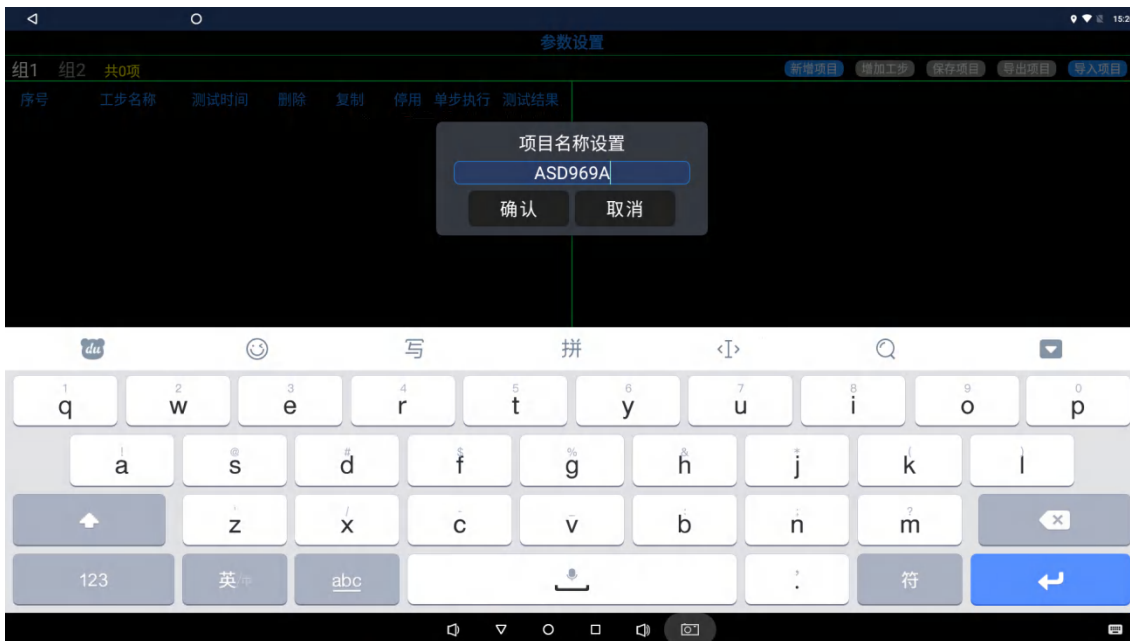 15:2
参数设置
组1 组2 共0项 新增项目 增加工步 保存项目 导出项目 导入项目
序号 工步名称 测试时间 删除 复制 停用 单步执行 测试结果
项目名称设置
ASD969A
确认 取消
du 写 拼
1 2 3 4 5 6 7 8 9 0
q w e r t y u i o p
! @ # $ % & * ( )
a s d f g h j k l
' / - _ : ; ?
z x c v b n m
123 英/中 abc ? . 符